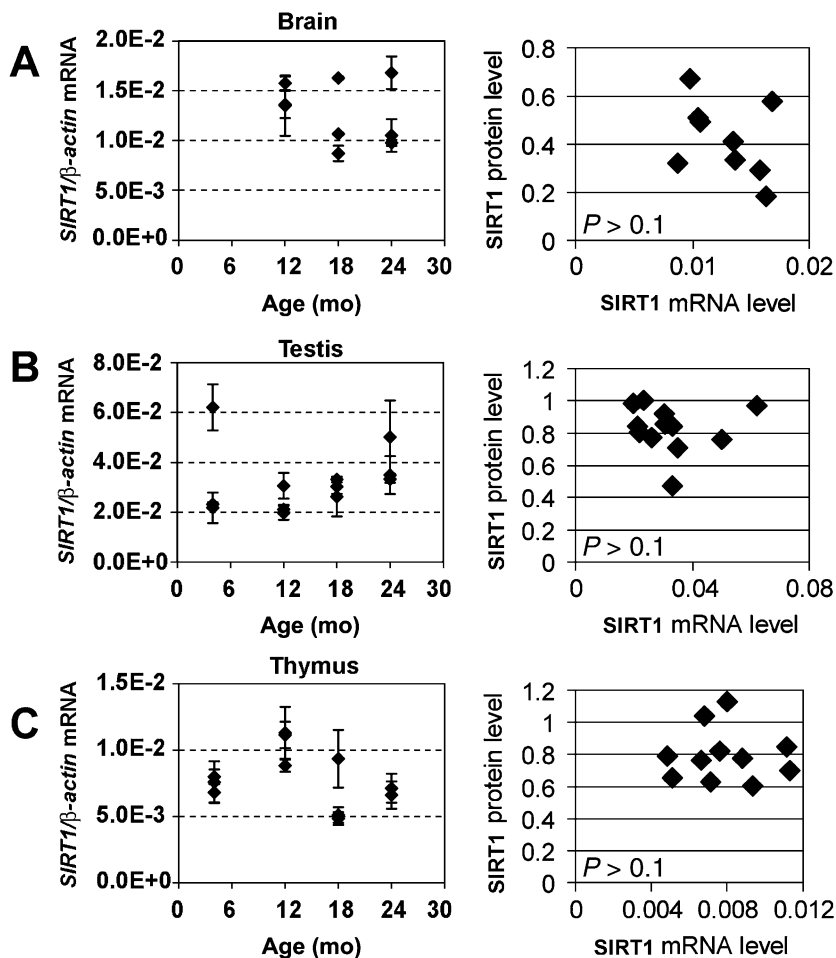 A
Brain
SIRT1/β-actin mRNA
2.0E-2
1.5E-2
1.0E-2
5.0E-3
0.0E+0
0 6 12 18 24 30
Age (mo)
SIRT1 protein level
0.8
0.6
0.4
0.2
0
P > 0.1
0 0.01 0.02
SIRT1 mRNA level
B
Testis
SIRT1/β-actin mRNA
8.0E-2
6.0E-2
4.0E-2
2.0E-2
0.0E+0
0 6 12 18 24 30
Age (mo)
SIRT1 protein level
1.2
1
0.8
0.6
0.4
0.2
0
P > 0.1
0 0.04 0.08
SIRT1 mRNA level
C
Thymus
SIRT1/β-actin mRNA
1.5E-2
1.0E-2
5.0E-3
0.0E+0
0 6 12 18 24 30
Age (mo)
SIRT1 protein level
1.2
1
0.8
0.6
0.4
0.2
0
P > 0.1
0 0.004 0.008 0.012
SIRT1 mRNA level